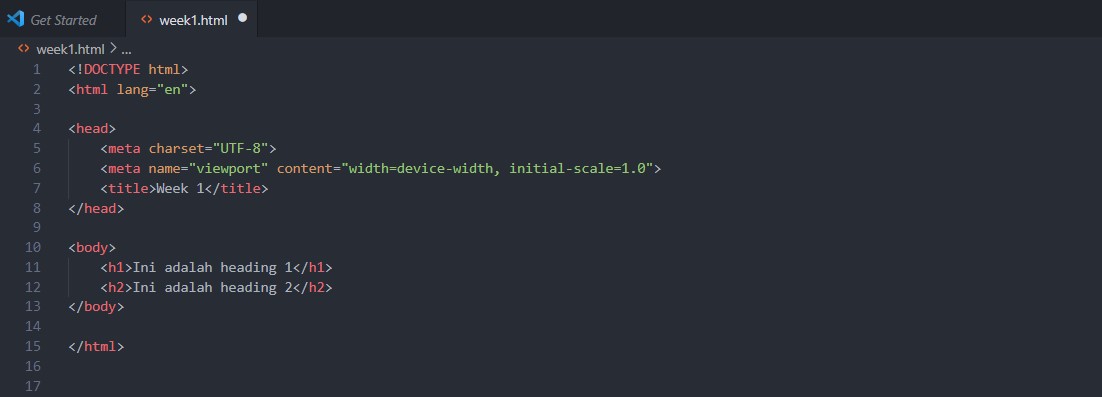 Get Started
<> week1.html ●
<> week1.html > ...
1 <!DOCTYPE html>
2 <html lang="en">
3
4 <head>
5     <meta charset="UTF-8">
6     <meta name="viewport" content="width=device-width, initial-scale=1.0">
7     <title>Week 1</title>
8 </head>
9
10 <body>
11     <h1>Ini adalah heading 1</h1>
12     <h2>Ini adalah heading 2</h2>
13 </body>
14
15 </html>
16
17